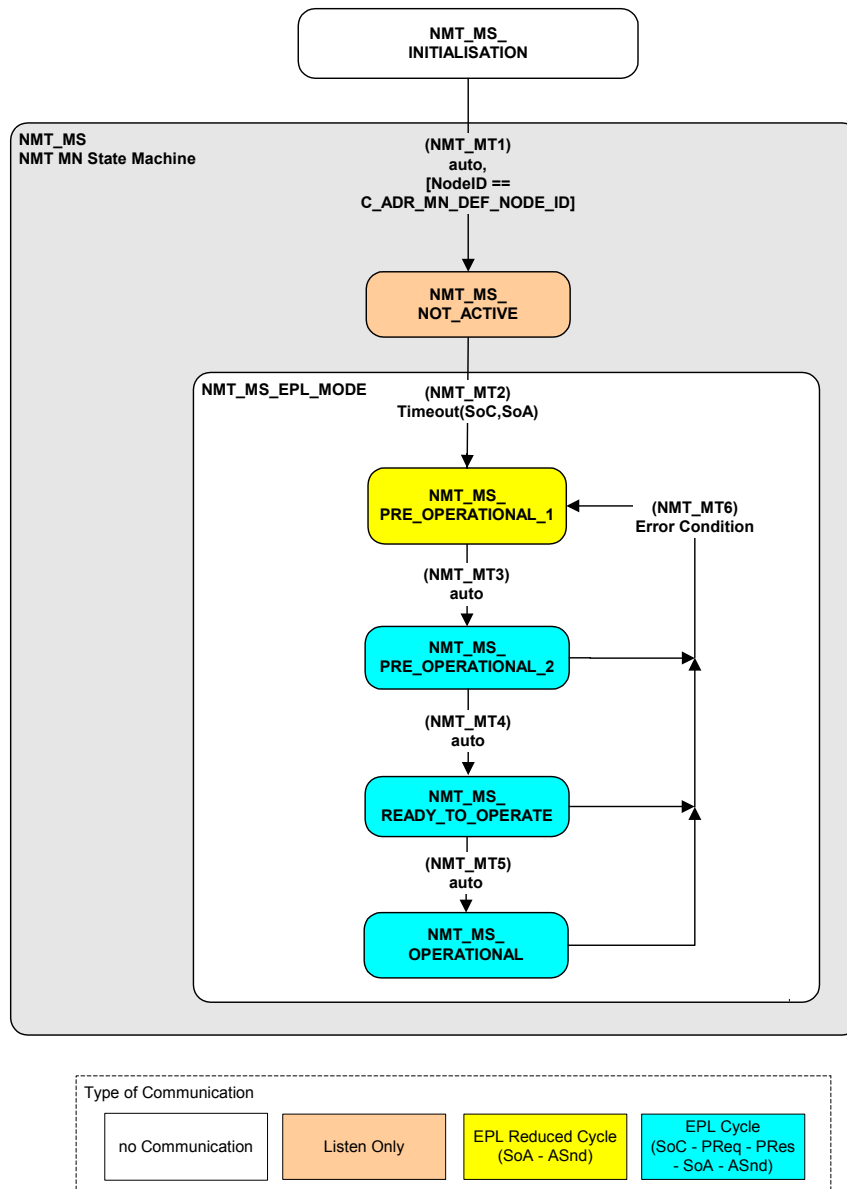 NMT_MS_
INITIALISATION
NMT_MS
NMT MN State Machine
(NMT_MT1)
auto,
[NodeID ==
C_ADR_MN_DEF_NODE_ID]
NMT_MS_
NOT_ACTIVE
NMT_MS_EPL_MODE
(NMT_MT2)
Timeout(SoC,SoA)
NMT_MS_
PRE_OPERATIONAL_1
(NMT_MT6)
Error Condition
(NMT_MT3)
auto
NMT_MS_
PRE_OPERATIONAL_2
(NMT_MT4)
auto
NMT_MS_
READY_TO_OPERATE
(NMT_MT5)
auto
NMT_MS_
OPERATIONAL
Type of Communication
no Communication
Listen Only
EPL Reduced Cycle
(SoA - ASnd)
EPL Cycle
(SoC - PReq - PRes
- SoA - ASnd)